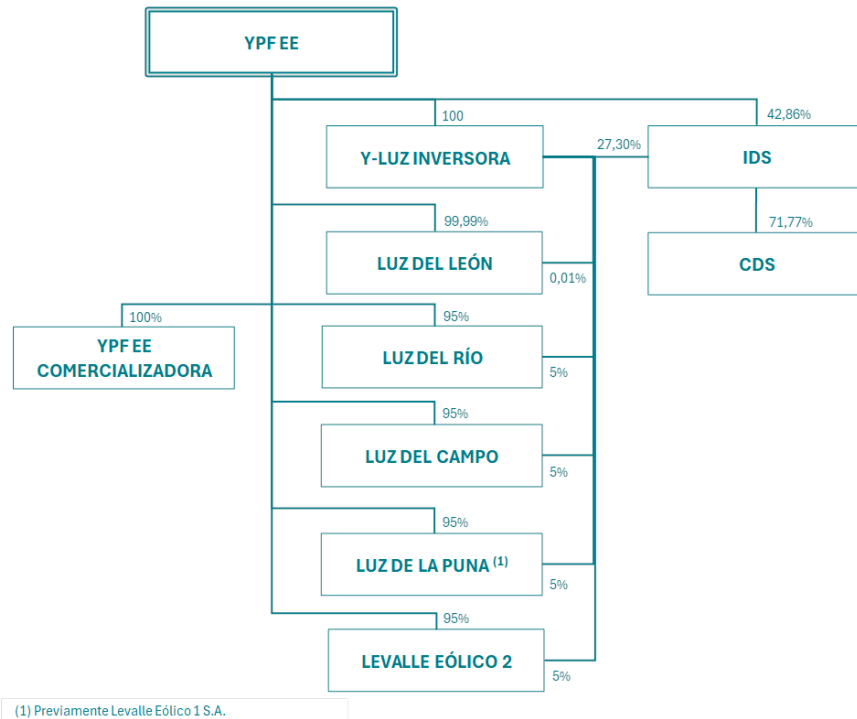 YPF EE
100
42,86%
Y-LUZ INVERSORA
27,30%
IDS
99,99%
71,77%
LUZ DEL LEÓN
0,01%
CDS
100%
95%
YPF EE
COMERCIALIZADORA
LUZ DEL RÍO
5%
95%
LUZ DEL CAMPO
5%
95%
LUZ DE LA PUNA (1)
5%
95%
LEVALLE EÓLICO 2
5%
(1) Previamente Levalle Eólico 1 S.A.